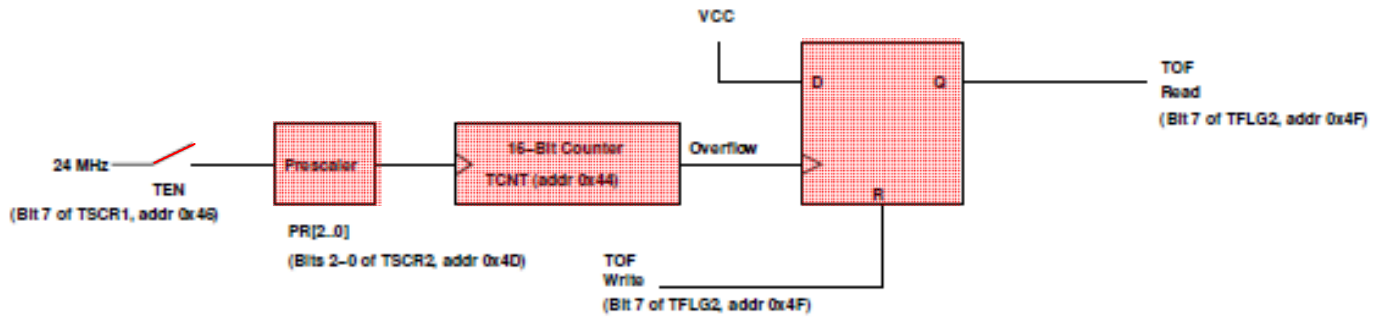 VCC
D
Q
TOF
Read
(Bit 7 of TFLG2, addr 0x4F)
24 MHz
TEN
(Bit 7 of TSCR1, addr 0x46)
Prescaler
PR[2..0]
(Bits 2-0 of TSCR2, addr 0x4D)
16-Bit Counter
TCNT (addr 0x44)
Overflow
R
TOF
Write
(Bit 7 of TFLG2, addr 0x4F)